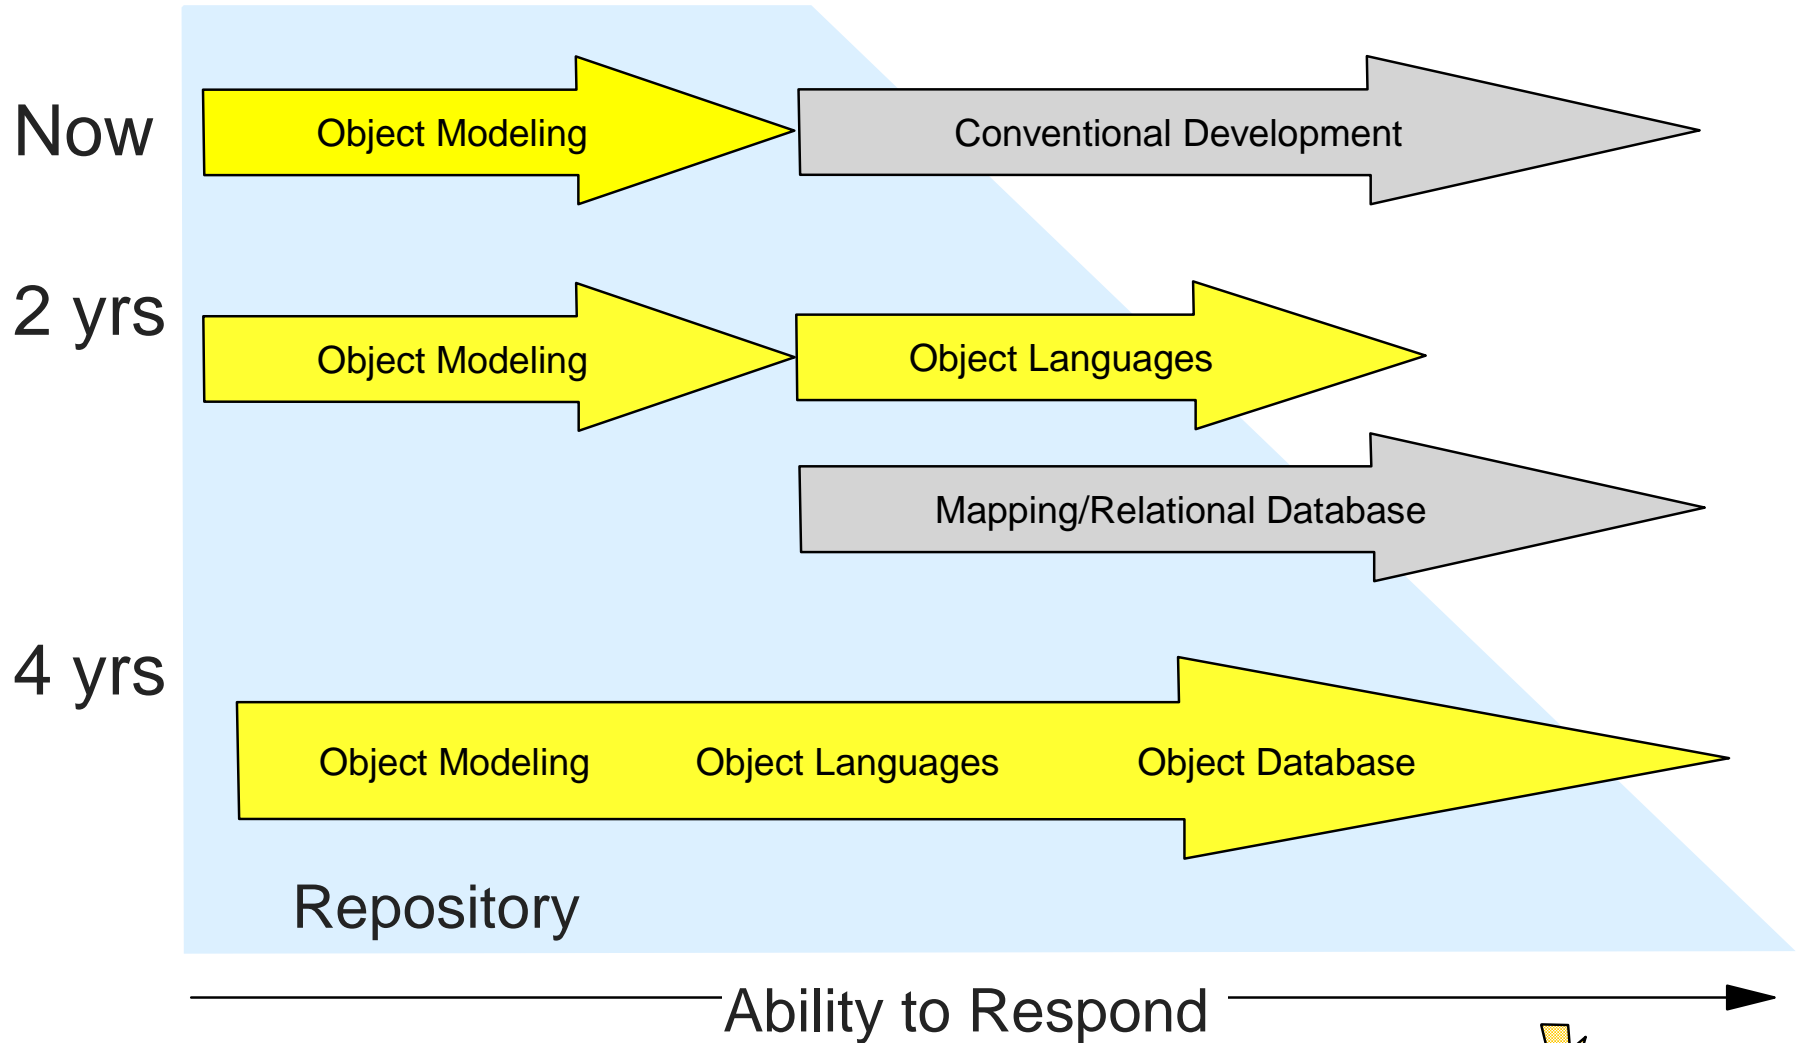 Now
Object Modeling
Conventional Development
2 yrs
Object Modeling
Object Languages
Mapping/Relational Database
4 yrs
Object Modeling Object Languages Object Database
Repository
Ability to Respond